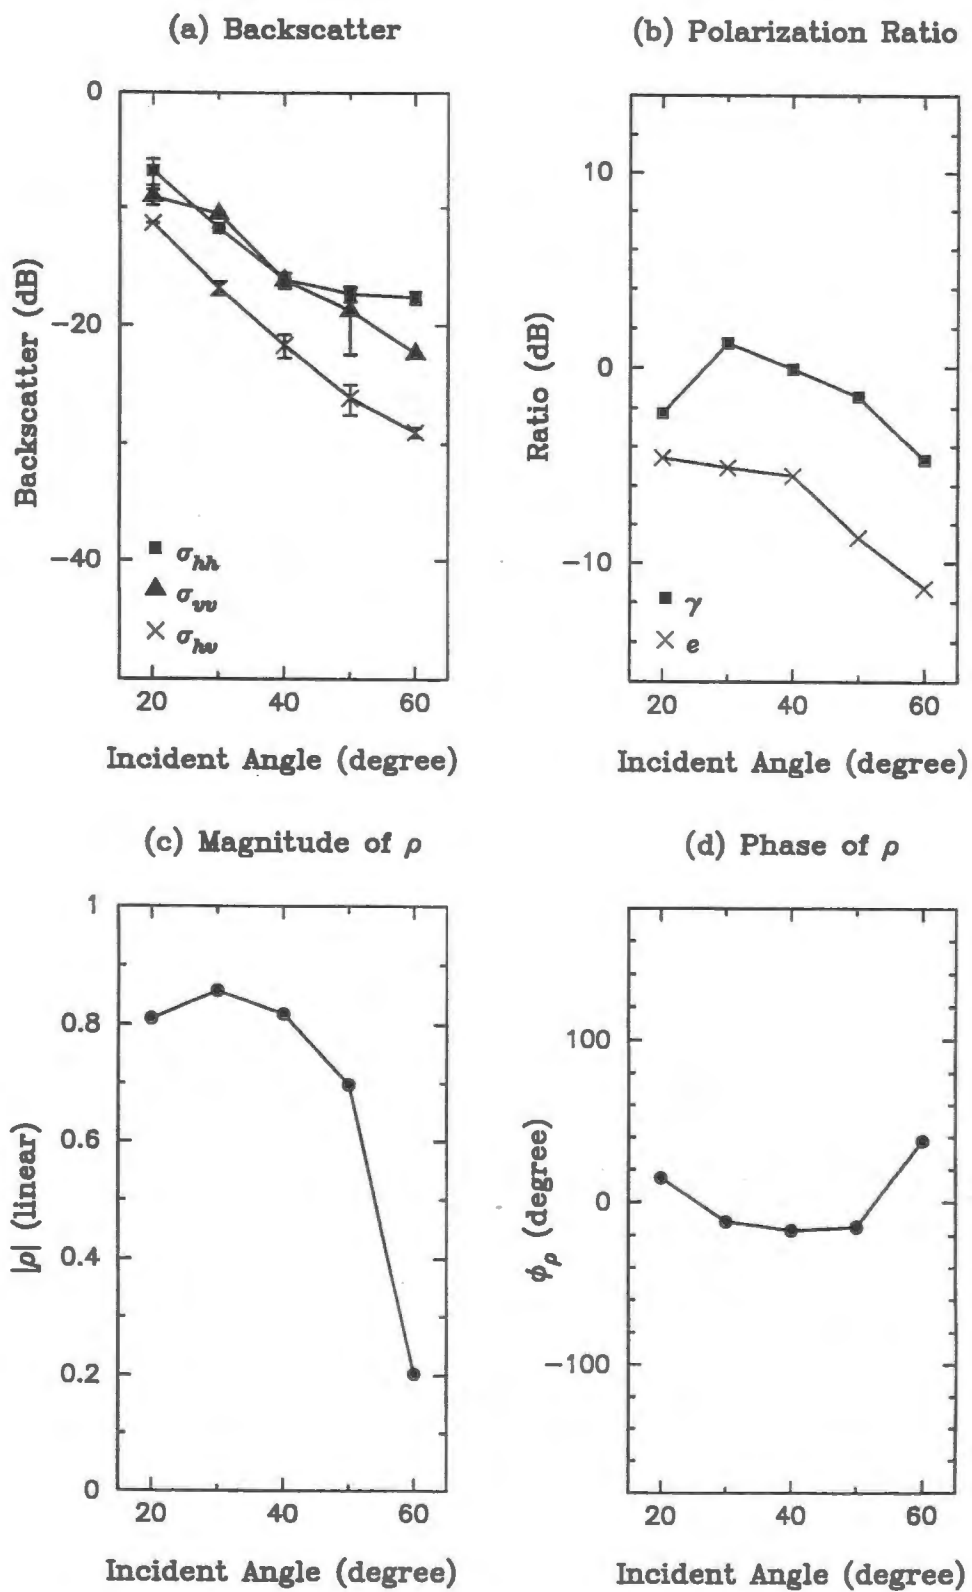 (a) Backscatter
0
−20
−40
Backscatter (dB)
σhh
σvv
σhv
20 40 60
Incident Angle (degree)
(b) Polarization Ratio
10
0
−10
Ratio (dB)
γ
e
20 40 60
Incident Angle (degree)
(c) Magnitude of ρ
1
0.8
0.6
0.4
0.2
0
|ρ| (linear)
20 40 60
Incident Angle (degree)
(d) Phase of ρ
100
0
−100
ϕρ (degree)
20 40 60
Incident Angle (degree)